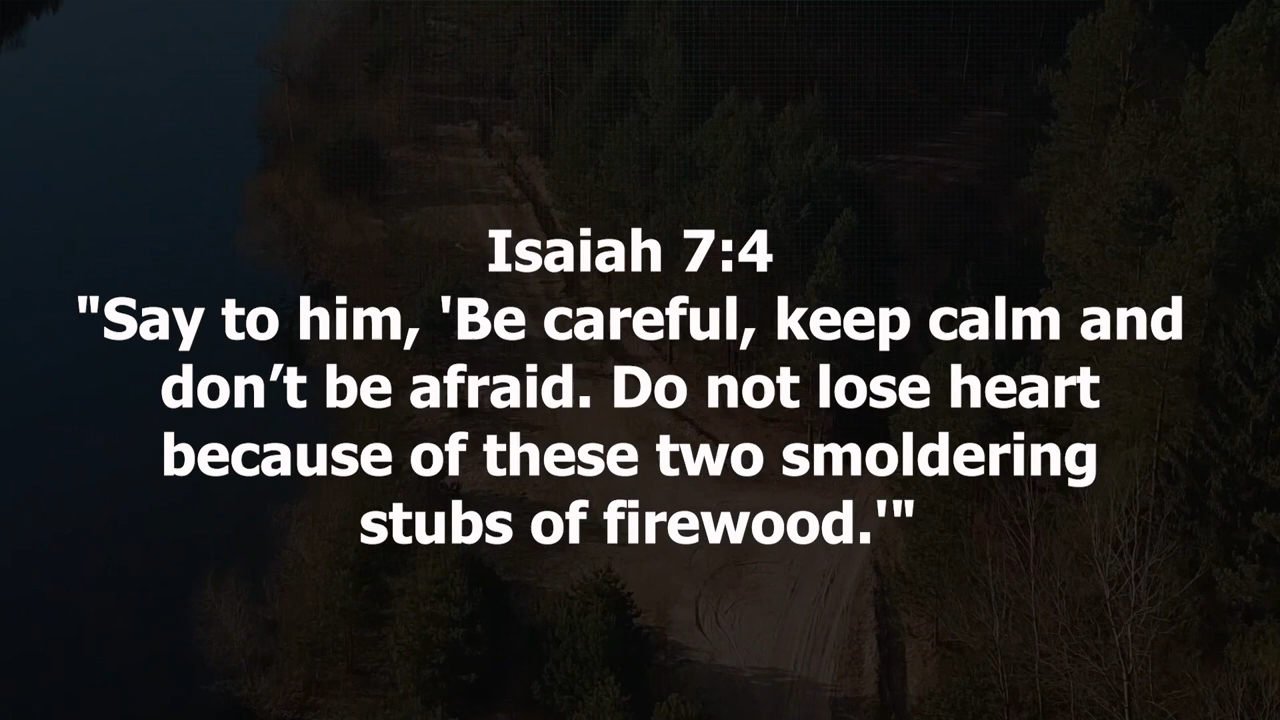 Isaiah 7:4
"Say to him, 'Be careful, keep calm and
don’t be afraid. Do not lose heart
because of these two smoldering
stubs of firewood.'"